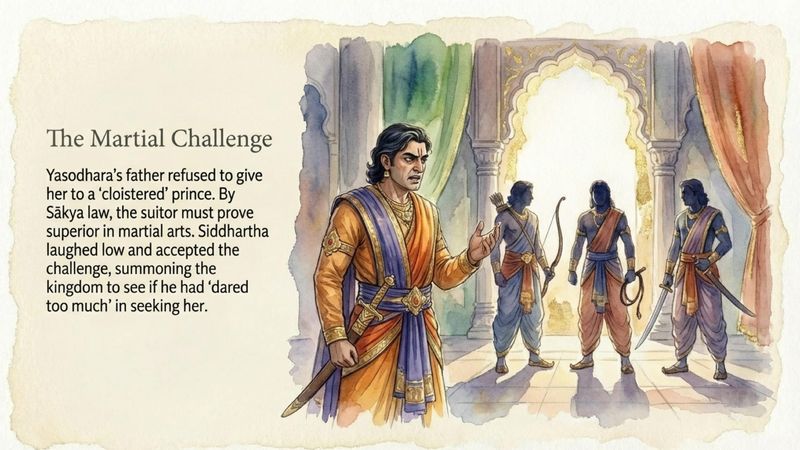 The Martial Challenge
Yasodhara's father refused to give
her to a ‘cloistered’ prince. By
Sākya law, the suitor must prove
superior in martial arts. Siddhartha
laughed low and accepted the
challenge, summoning the
kingdom to see if he had ‘dared
too much’ in seeking her.